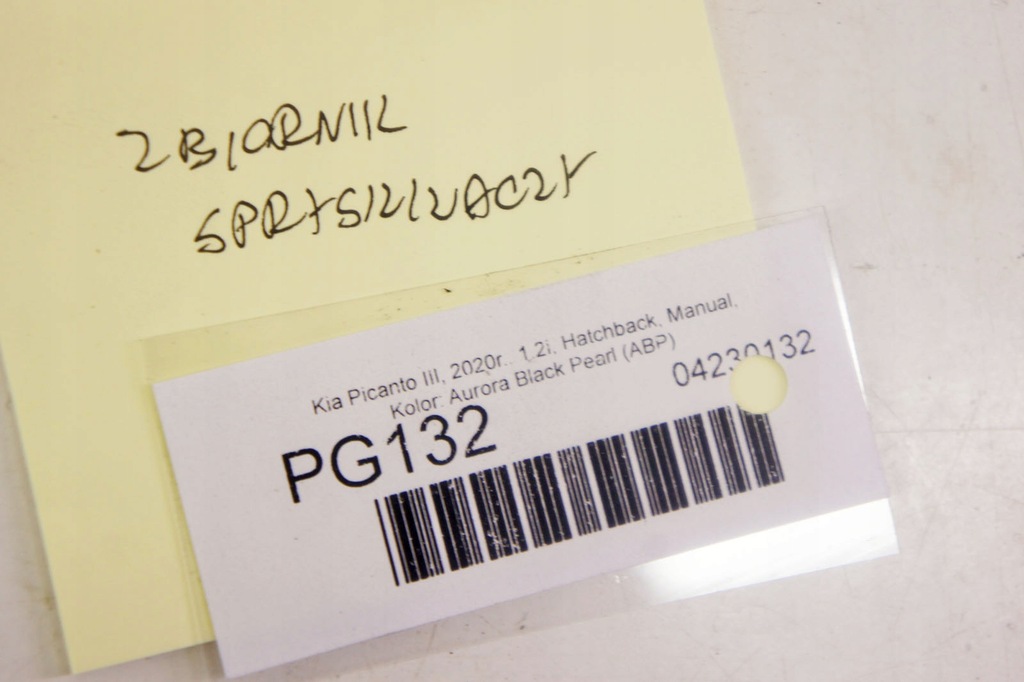 ZBIORNIK
SPRYSKIWACZY
Kia Picanto III, 2020r., 1.2i, Hatchback, Manual,
Kolor: Aurora Black Pearl (ABP)
04230132
PG132